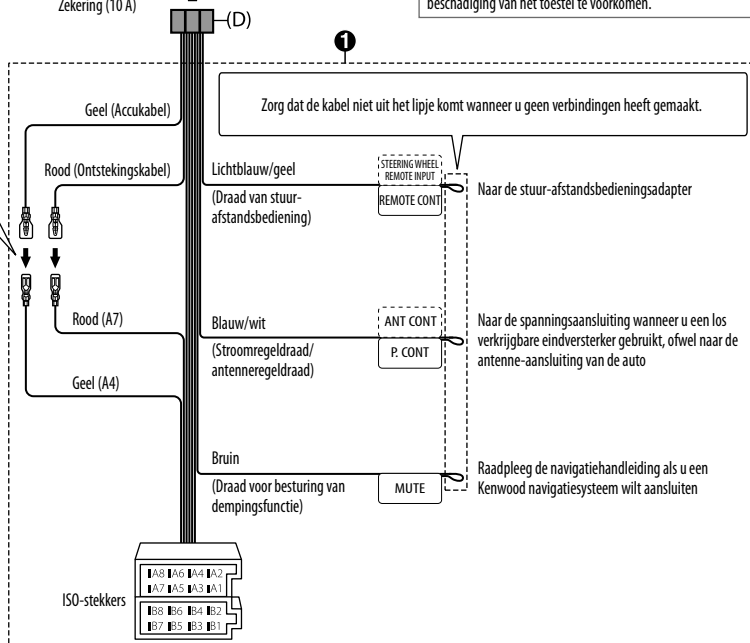 Zekering (10 A)
beschadiging van het toestel te voorkomen.
(D)
1
Zorg dat de kabel niet uit het lipje komt wanneer u geen verbindingen heeft gemaakt.
Geel (Accukabel)
Rood (Ontstekingskabel)
Lichtblauw/geel
(Draad van stuur-
afstandsbediening)
STEERING WHEEL
REMOTE INPUT
REMOTE CONT
Naar de stuur-afstandsbedieningsadapter
Rood (A7)
Geel (A4)
Blauw/wit
(Stroomregeldraad/
antenneregeldraad)
ANT CONT
P. CONT
Naar de spanningsaansluiting wanneer u een los
verkrijgbare eindversterker gebruikt, ofwel naar de
antenne-aansluiting van de auto
Bruin
(Draad voor besturing van
dempingsfunctie)
MUTE
Raadpleeg de navigatiehandleiding als u een
Kenwood navigatiesysteem wilt aansluiten
ISO-stekkers
A8 A6 A4 A2
A7 A5 A3 A1
B8 B6 B4 B2
B7 B5 B3 B1